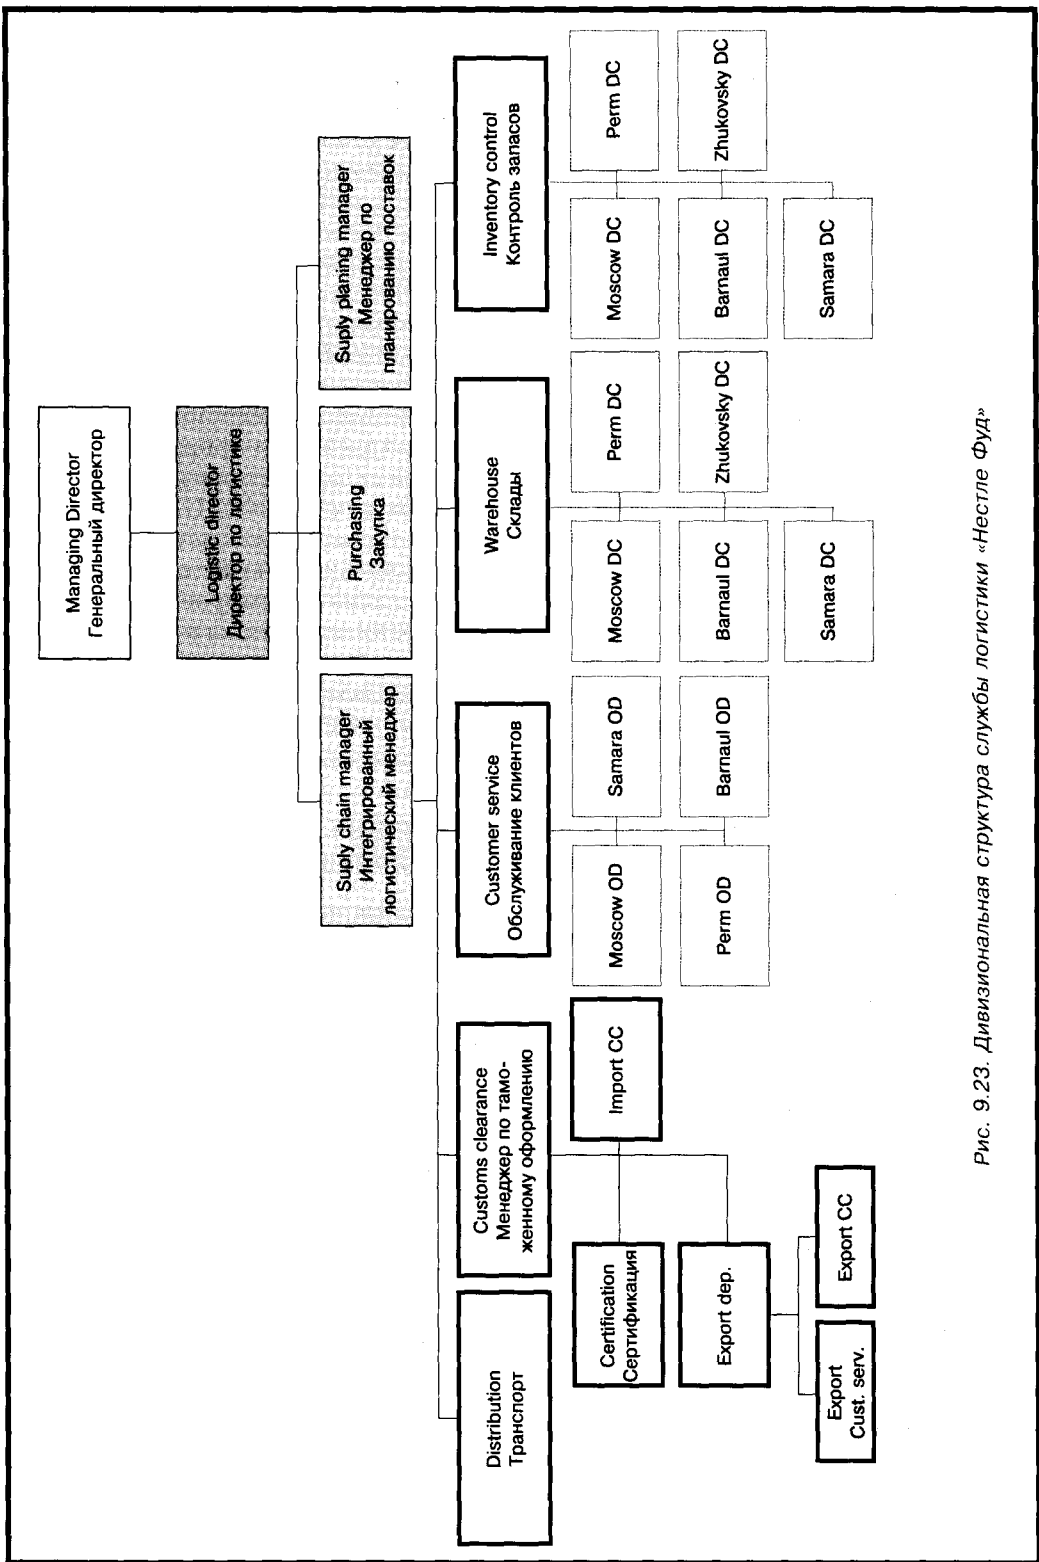 Managing Director
Генеральный директор
Logistic director
Директор по логистике
Suply chain manager
Интегрированный
логистический менеджер
Purchasing
Закупка
Suply planing manager
Менеджер по
планированию поставок
Distribution
Транспорт
Customs clearance
Менеджер по тамо-
женному оформлению
Customer service
Обслуживание клиентов
Warehouse
Склады
Inventory control
Контроль запасов
Certification
Сертификация
Import CC
Export dep.
Export
Cust. serv.
Export CC
Moscow OD
Samara OD
Perm OD
Barnaul OD
Moscow DC
Perm DC
Barnaul DC
Zhukovsky DC
Samara DC
Moscow DC
Perm DC
Barnaul DC
Zhukovsky DC
Samara DC
Рис. 9.23. Дивизиональная структура службы логистики «Нестле Фуд»